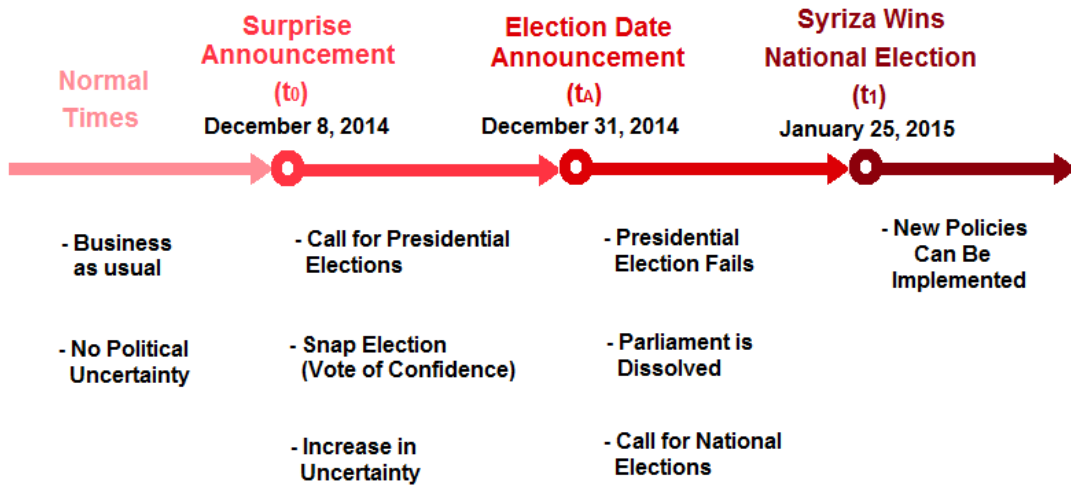 Normal
Times
Surprise
Announcement
(t0)
December 8, 2014
Election Date
Announcement
(tA)
December 31, 2014
Syriza Wins
National Election
(t1)
January 25, 2015
- Business
as usual
- No Political
Uncertainty
- Call for Presidential
Elections
- Snap Election
(Vote of Confidence)
- Increase in
Uncertainty
- Presidential
Election Fails
- Parliament is
Dissolved
- Call for National
Elections
- New Policies
Can Be
Implemented